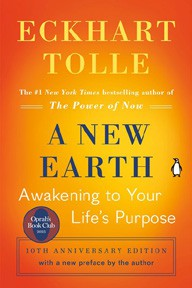 ECKHART
TOLLE
The #1 New York Times bestselling author of
The Power of Now
A NEW
EARTH
Awakening to Your
Life's Purpose
Oprah's
Book Club
10TH ANNIVERSARY EDITION
with a new preface by the author